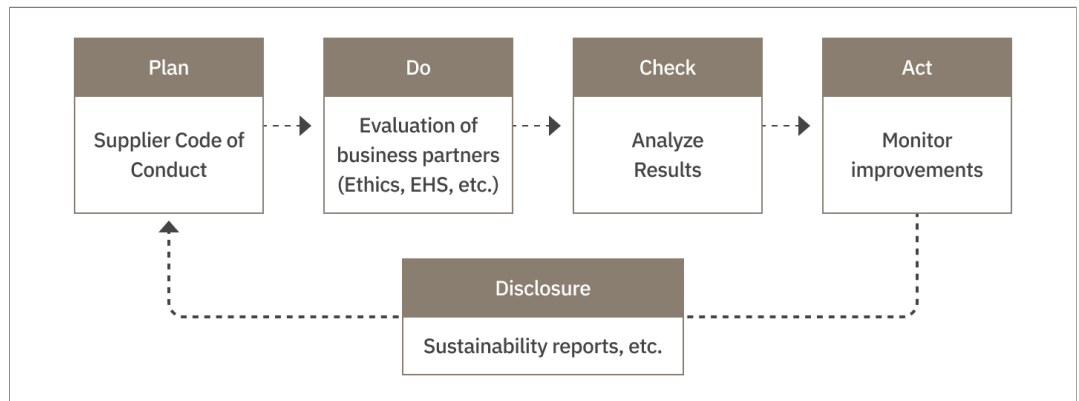 Plan
Supplier Code of
Conduct
Do
Evaluation of
business partners
(Ethics, EHS, etc.)
Check
Analyze
Results
Act
Monitor
improvements
Disclosure
Sustainability reports, etc.